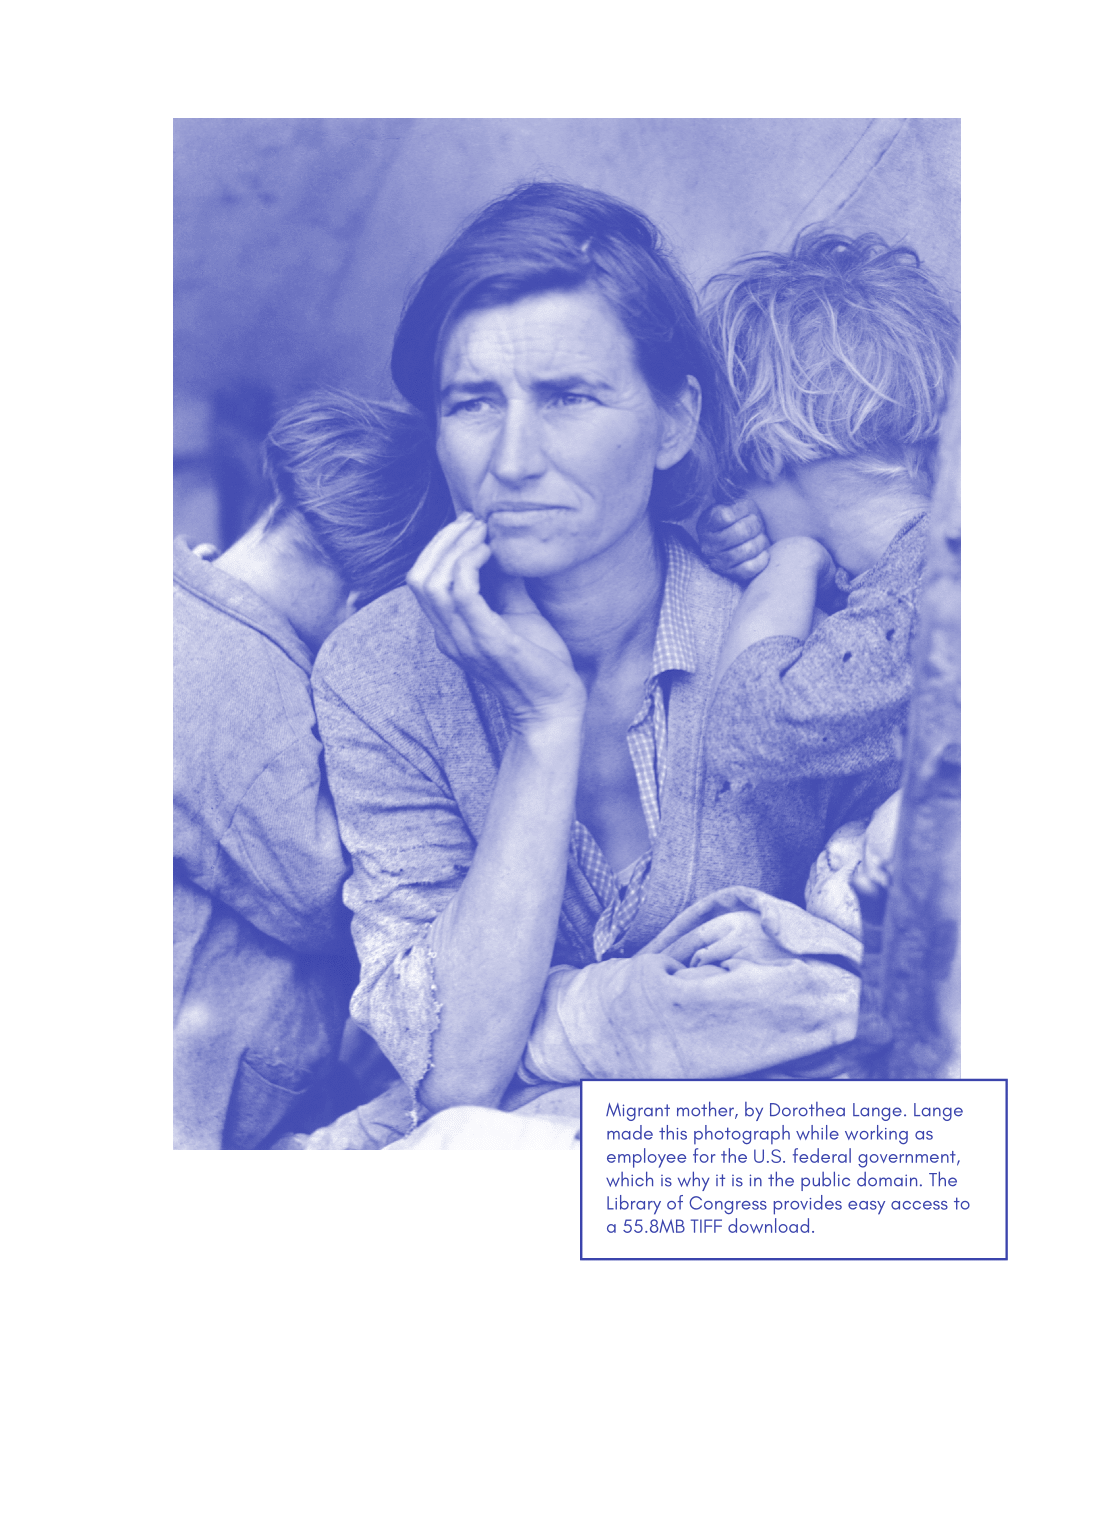 Migrant mother, by Dorothea Lange. Lange
made this photograph while working as
employee for the U.S. federal government,
which is why it is in the public domain. The
Library of Congress provides easy access to
a 55.8MB TIFF download.